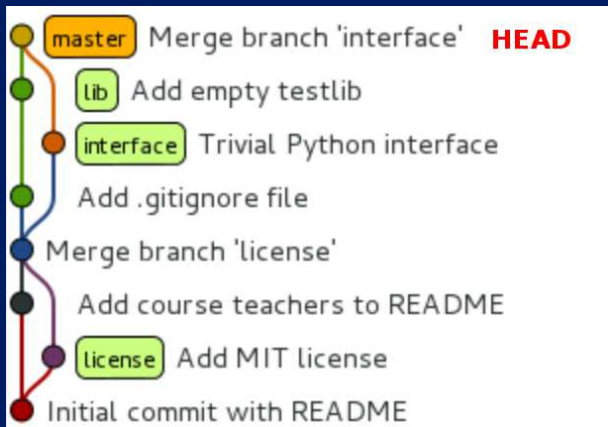 master Merge branch 'interface' HEAD
lib Add empty testlib
interface Trivial Python interface
Add .gitignore file
Merge branch 'license'
Add course teachers to README
license Add MIT license
Initial commit with README